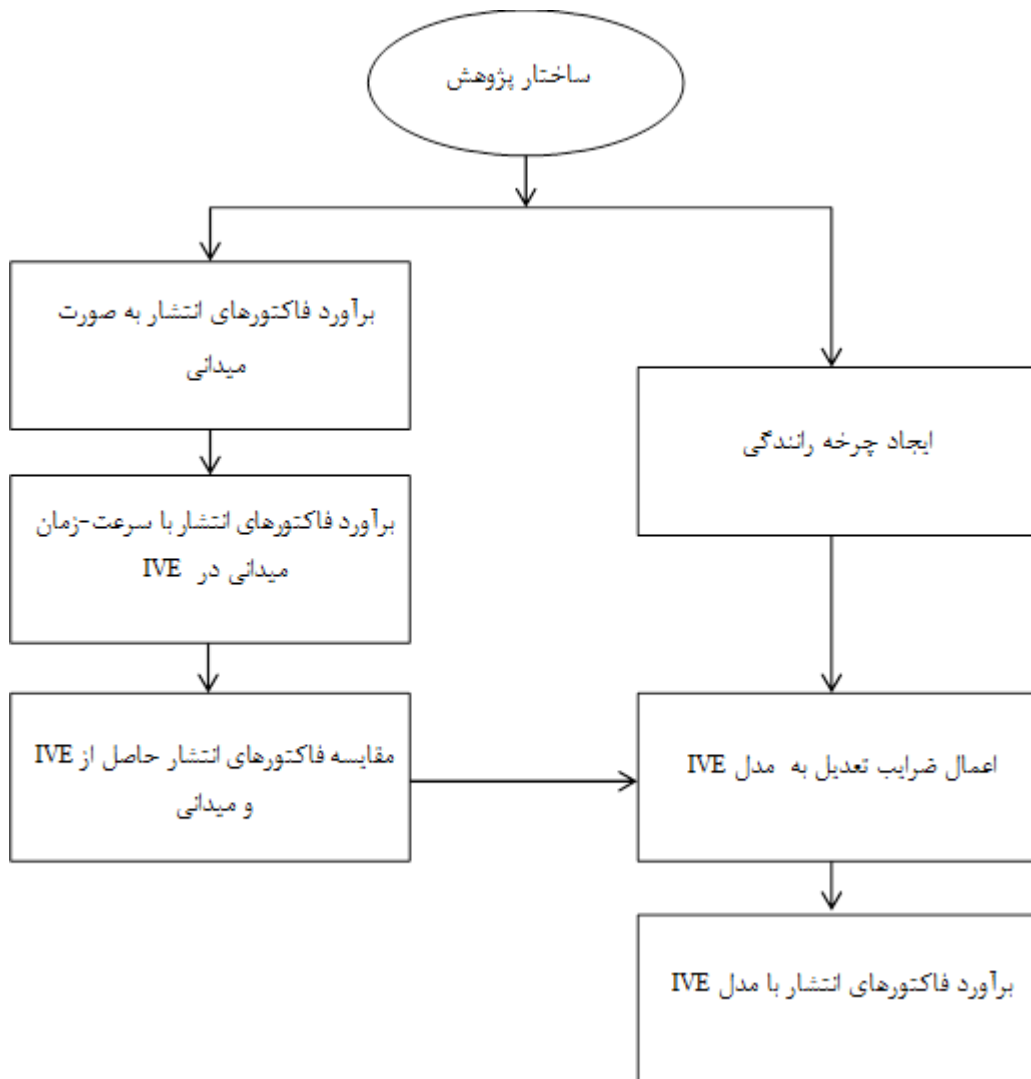 ساختار پژوهش
برآورد فاکتورهای انتشار به صورت
میدانی
ایجاد چرخه رانندگی
برآورد فاکتورهای انتشار با سرعت-زمان
میدانی در IVE
مقایسه فاکتورهای انتشار حاصل از IVE
و میدانی
اعمال ضرایب تعدیل به مدل IVE
برآورد فاکتورهای انتشار با مدل IVE